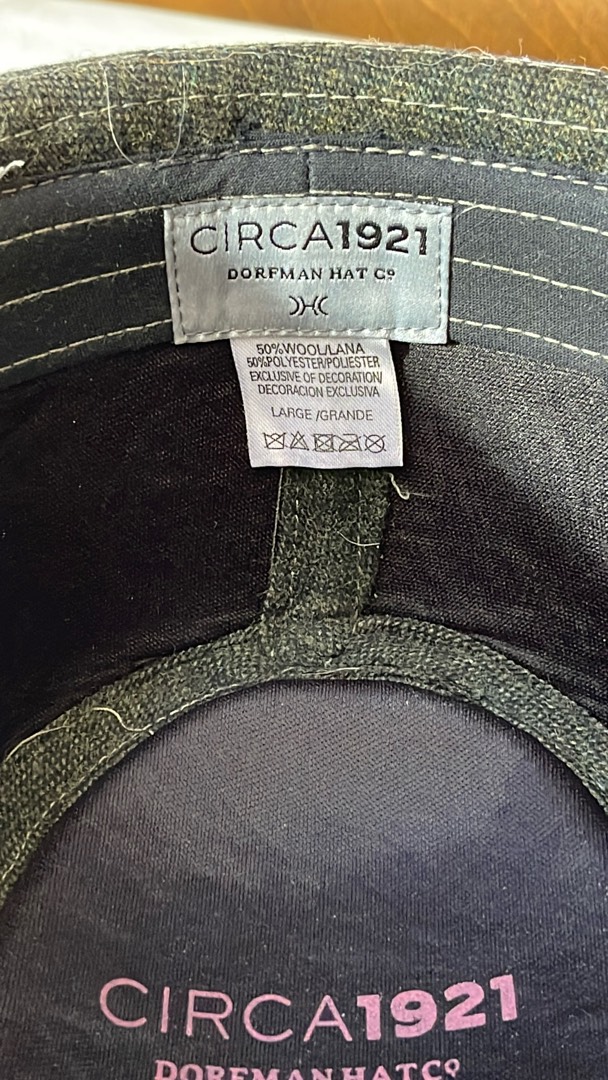 CIRCA1921
DORFMAN HAT Cº
50%WOOL/LANA
50%POLYESTER/POLIESTER
EXCLUSIVE OF DECORATION/
DECORACION EXCLUSIVA
LARGE /GRANDE
CIRCA1921
DORFMAN HAT Cº